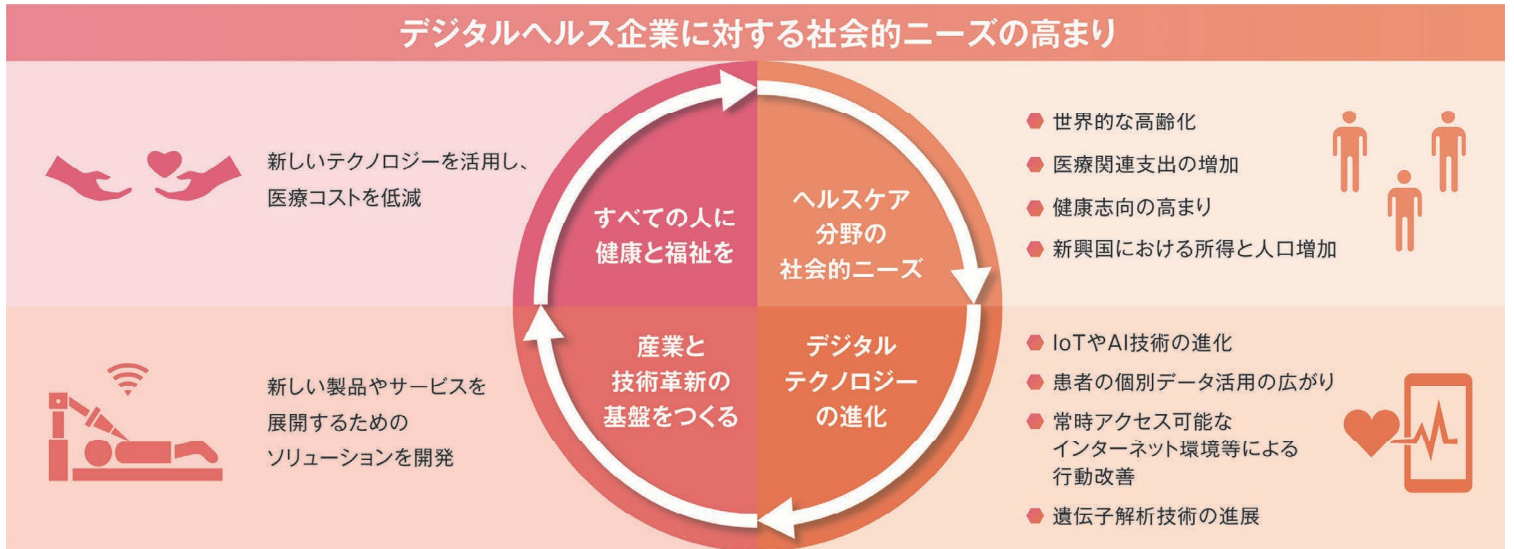 デジタルヘルス企業に対する社会的ニーズの高まり
新しいテクノロジーを活用し、
医療コストを低減
すべての人に
健康と福祉を
ヘルスケア
分野の
社会的ニーズ
世界的な高齢化
医療関連支出の増加
健康志向の高まり
新興国における所得と人口増加
新しい製品やサービスを
展開するための
ソリューションを開発
産業と
技術革新の
基盤をつくる
デジタル
テクノロジー
の進化
IoTやAI技術の進化
患者の個別データ活用の広がり
常時アクセス可能な
インターネット環境等による
行動改善
遺伝子解析技術の進展